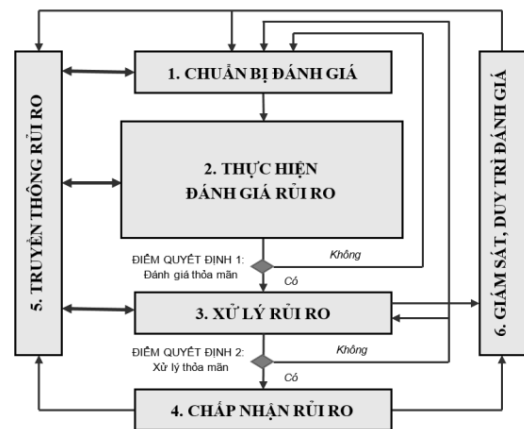 1. CHUẨN BỊ ĐÁNH GIÁ
2. THỰC HIỆN
ĐÁNH GIÁ RỦI RO
ĐIỂM QUYẾT ĐỊNH 1:
Đánh giá thỏa mãn
Không
Có
3. XỬ LÝ RỦI RO
ĐIỂM QUYẾT ĐỊNH 2:
Xử lý thỏa mãn
Không
Có
4. CHẤP NHẬN RỦI RO
5. TRUYỀN THÔNG RỦI RO
6. GIÁM SÁT, DUY TRÌ ĐÁNH GIÁ